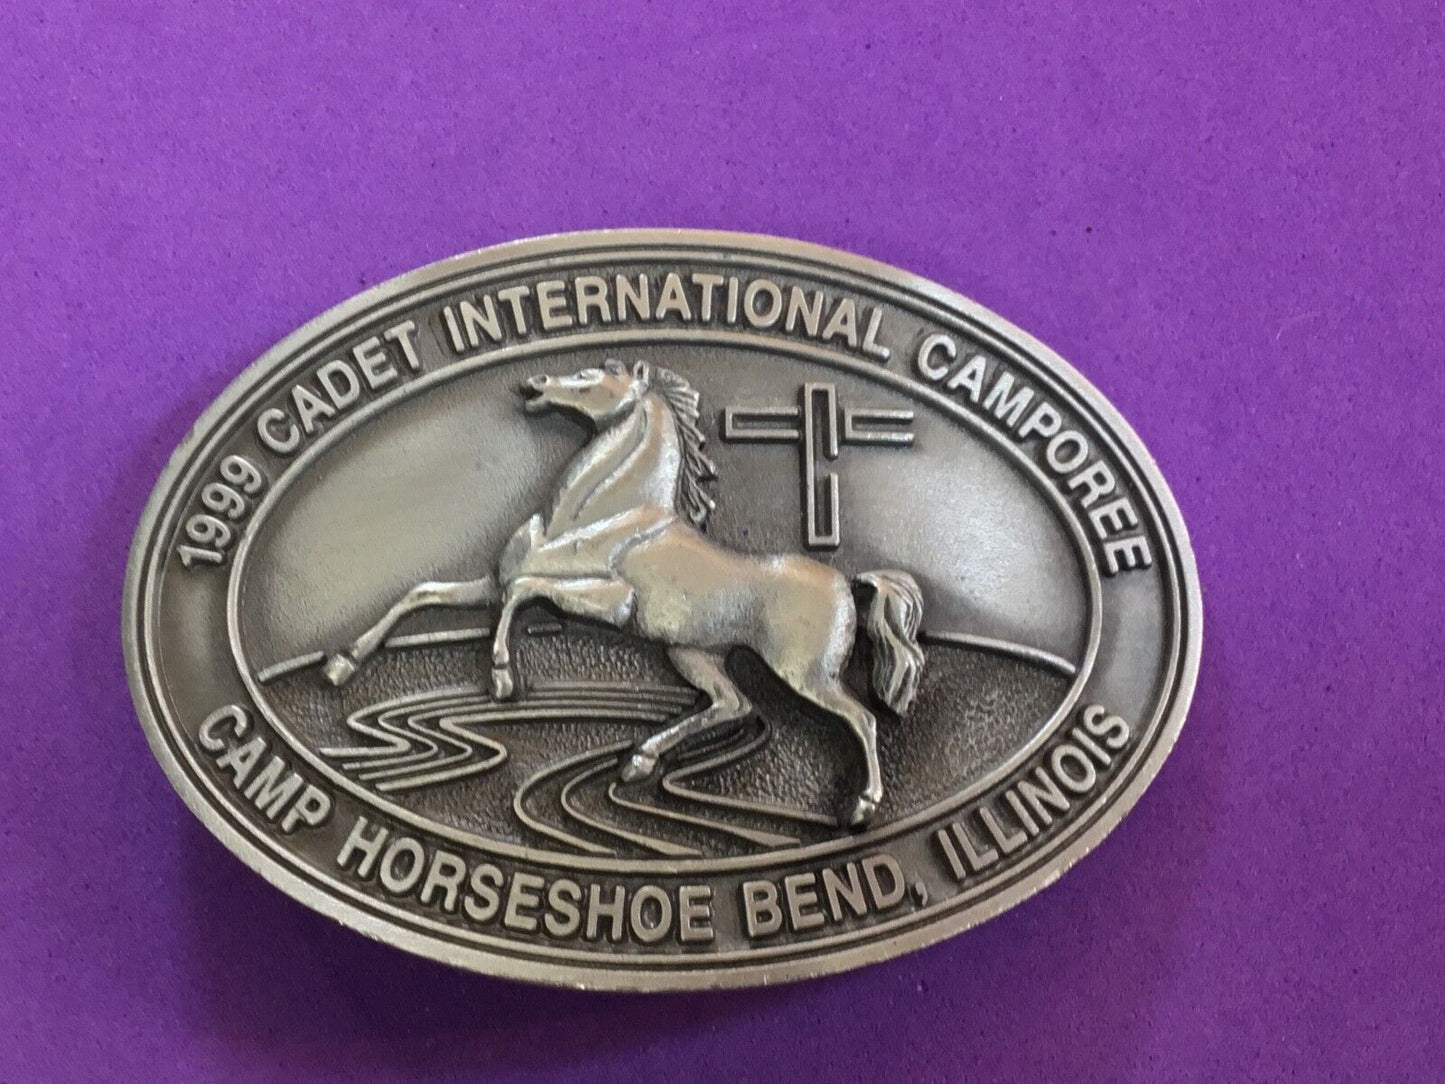 1999 CADET INTERNATIONAL CAMPOREE
CAMP HORSESHOE BEND, ILLINOIS